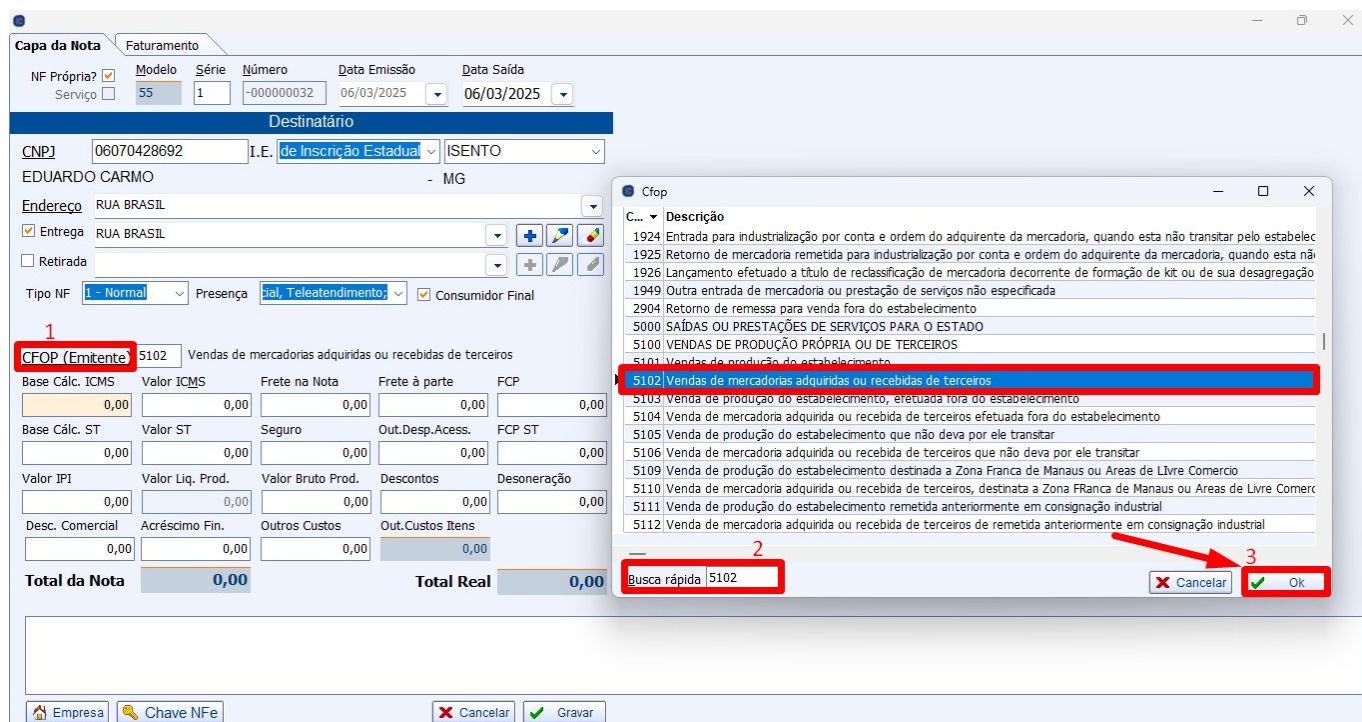 Capa da Nota Faturamento
NF Própria? Modelo Série Número Data Emissão Data Saída
Serviço 55 1 -000000032 06/03/2025 06/03/2025
Destinatário
CNPJ 06070428692 I.E. de Inscrição Estadual ISENTO
EDUARDO CARMO - MG
Endereço RUA BRASIL
Entrega RUA BRASIL
Retirada
Tipo NF 1 - Normal Presença cial, Teleatendimento; Consumidor Final
1
CFOP (Emitente) 5102 Vendas de mercadorias adquiridas ou recebidas de terceiros
Base Cálc. ICMS Valor ICMS Frete na Nota Frete à parte FCP
0,00 0,00 0,00 0,00 0,00
Base Cálc. ST Valor ST Seguro Out.Desp.Acess. FCP ST
0,00 0,00 0,00 0,00 0,00
Valor IPI Valor Liq. Prod. Valor Bruto Prod. Descontos Desoneração
0,00 0,00 0,00 0,00 0,00
Desc. Comercial Acréscimo Fin. Outros Custos Out.Custos Itens
0,00 0,00 0,00 0,00
Total da Nota 0,00 Total Real 0,00
Empresa Chave NFe Cancelar Gravar
Cfop
C... Descrição
1924 Entrada para industrialização por conta e ordem do adquirente da mercadoria, quando esta não transitar pelo estabelec
1925 Retorno de mercadoria remetida para industrialização por conta e ordem do adquirente da mercadoria, quando esta nã
1926 Lançamento efetuado a título de reclassificação de mercadoria decorrente de formação de kit ou de sua desagregação
1949 Outra entrada de mercadoria ou prestação de serviços não especificada
2904 Retorno de remessa para venda fora do estabelecimento
5000 SAÍDAS OU PRESTAÇÕES DE SERVIÇOS PARA O ESTADO
5100 VENDAS DE PRODUÇÃO PRÓPRIA OU DE TERCEIROS
5101 Vendas de produção do estabelecimento
5102 Vendas de mercadorias adquiridas ou recebidas de terceiros
5103 Venda de produção do estabelecimento, efetuada fora do estabelecimento
5104 Venda de mercadoria adquirida ou recebida de terceiros efetuada fora do estabelecimento
5105 Venda de produção do estabelecimento que não deva por ele transitar
5106 Venda de mercadoria adquirida ou recebida de terceiros que não deva por ele transitar
5109 Venda de produção do estabelecimento destinada a Zona Franca de Manaus ou Areas de LIvre Comercio
5110 Venda de mercadoria adquirida ou recebida de terceiros, destinata a Zona FRanca de Manaus ou Areas de Livre Comerc
5111 Venda de produção do estabelecimento remetida anteriormente em consignação industrial
5112 Venda de mercadoria adquirida ou recebida de terceiros de remetida anteriormente em consignação industrial
2 3
Busca rápida 5102 Cancelar Ok